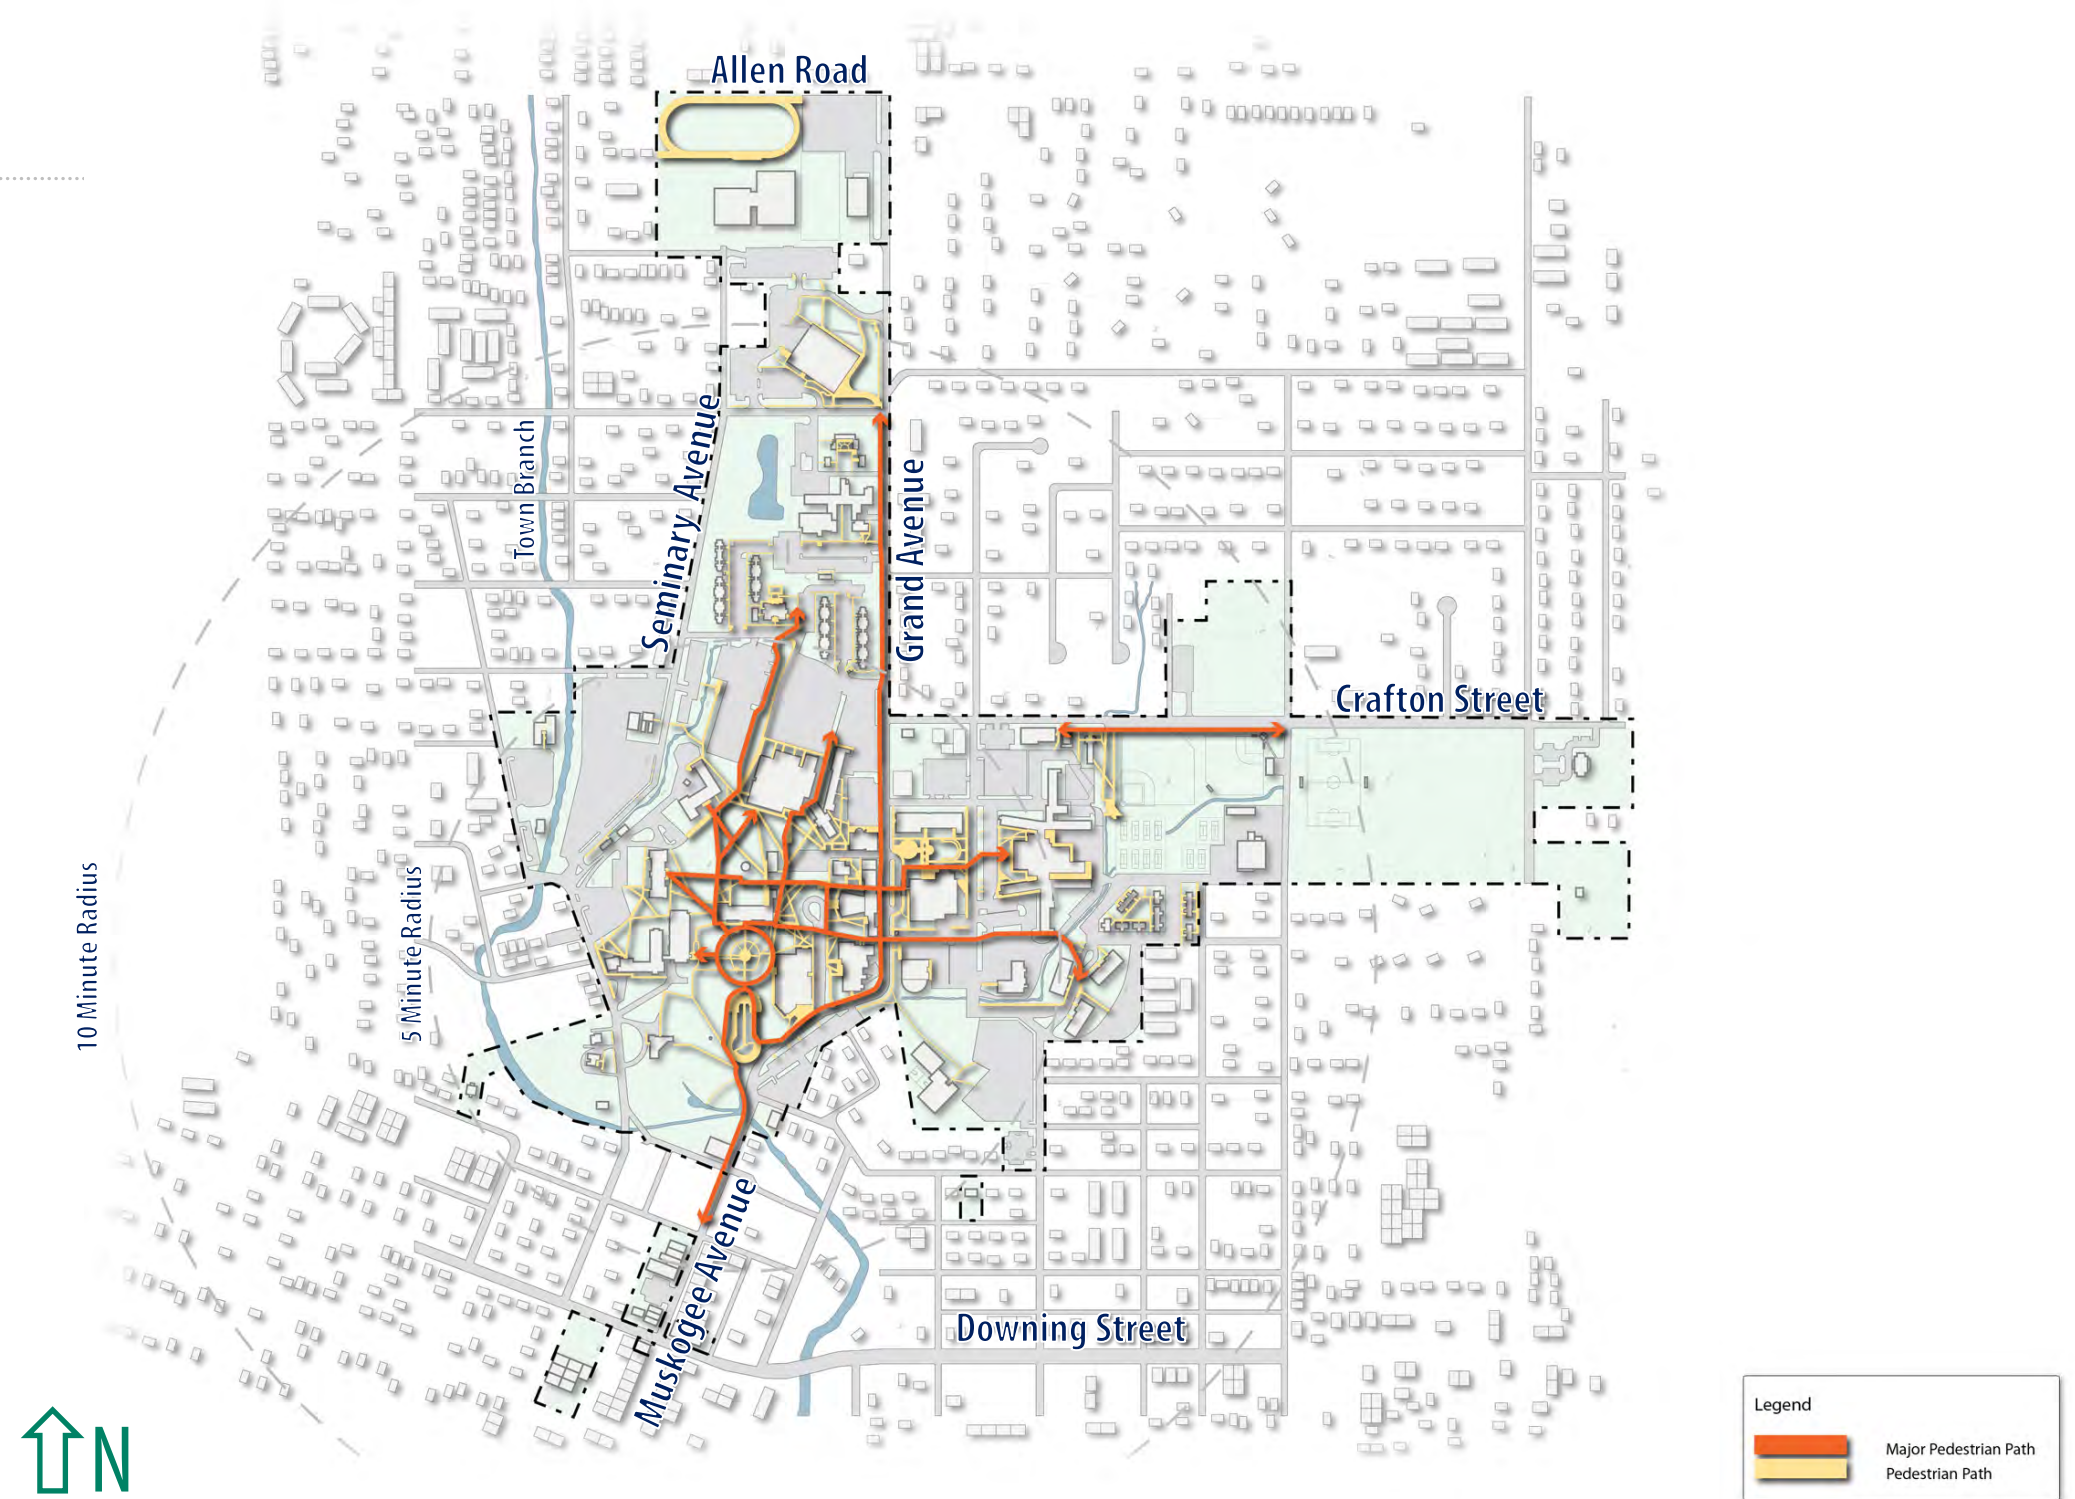 Allen Road
Seminary Avenue
Town Branch
Grand Avenue
Crafton Street
10 Minute Radius
5 Minute Radius
Muskogee Avenue
Downing Street
N
Legend
Major Pedestrian Path
Pedestrian Path